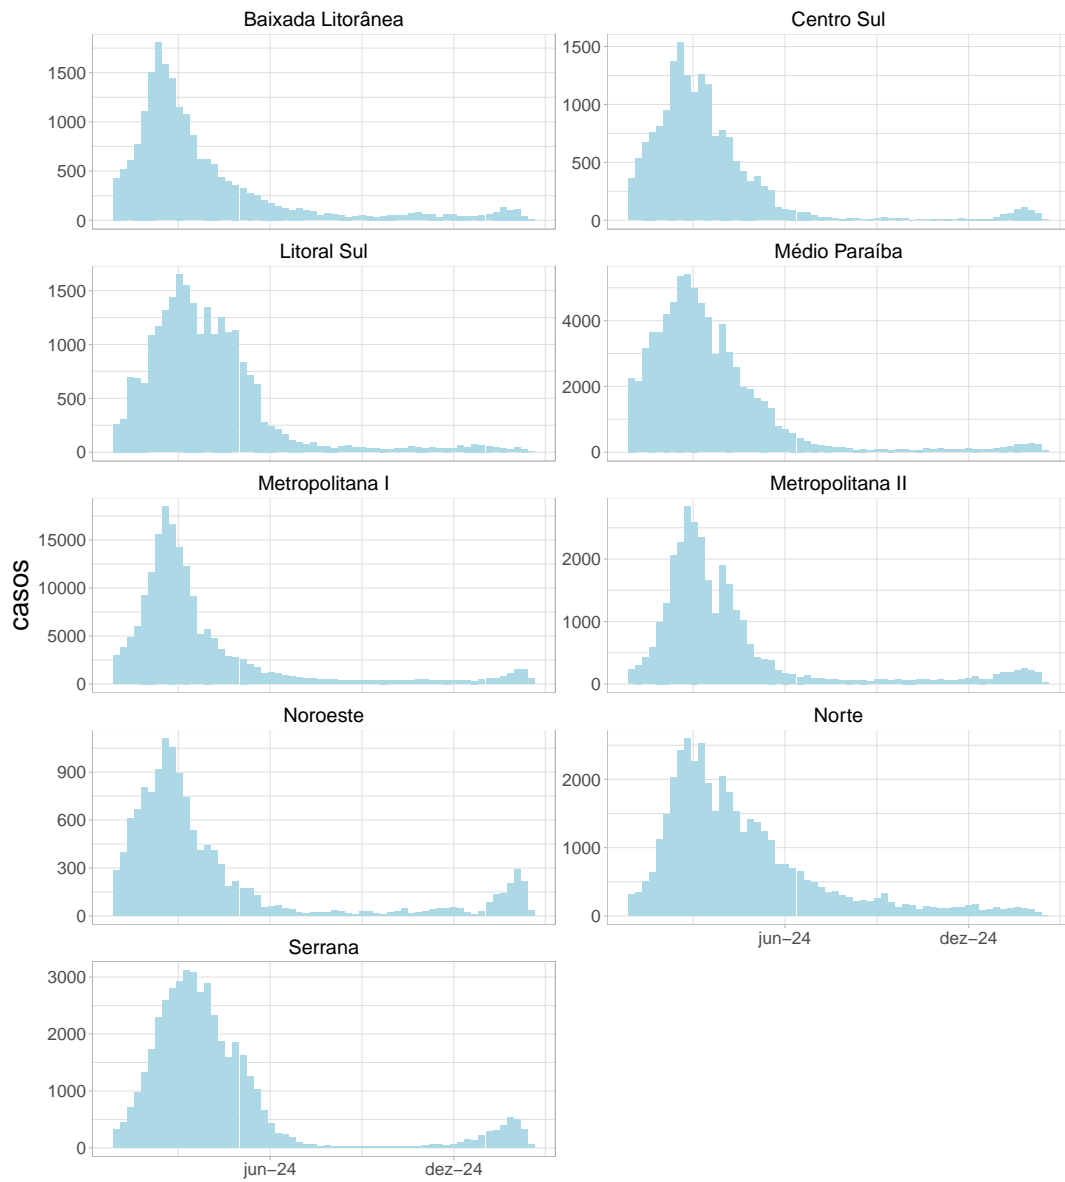 Baixada Litorânea
Centro Sul
1500
1000
500
0
1500
1000
500
0
Litoral Sul
Médio Paraíba
1500
1000
500
0
4000
2000
0
Metropolitana I
Metropolitana II
casos
15000
10000
5000
0
2000
1000
0
Noroeste
Norte
900
600
300
0
2000
1000
0
jun−24
dez−24
Serrana
3000
2000
1000
0
jun−24
dez−24